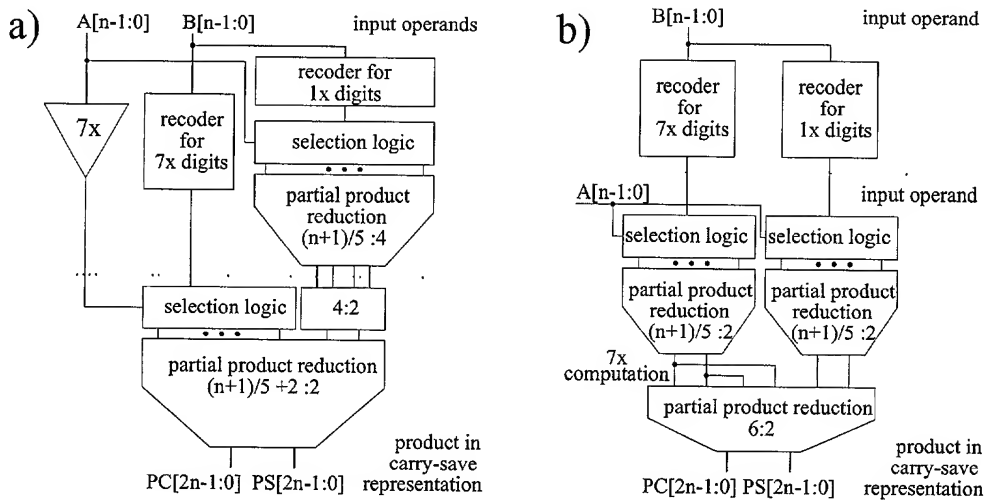 a)
A[n-1:0]
B[n-1:0]
input operands
7x
recoder
for
7x digits
recoder for
1x digits
selection logic
partial product
reduction
(n+1)/5 :4
selection logic
4:2
partial product reduction
(n+1)/5 +2 :2
product in
carry-save
representation
PC[2n-1:0] PS[2n-1:0]
b)
B[n-1:0]
input operand
recoder
for
7x digits
recoder
for
1x digits
A[n-1:0]
input operand
selection logic
selection logic
partial product
reduction
(n+1)/5 :2
partial product
reduction
(n+1)/5 :2
7x
computation
partial product reduction
6:2
product in
carry-save
representation
PC[2n-1:0] PS[2n-1:0]